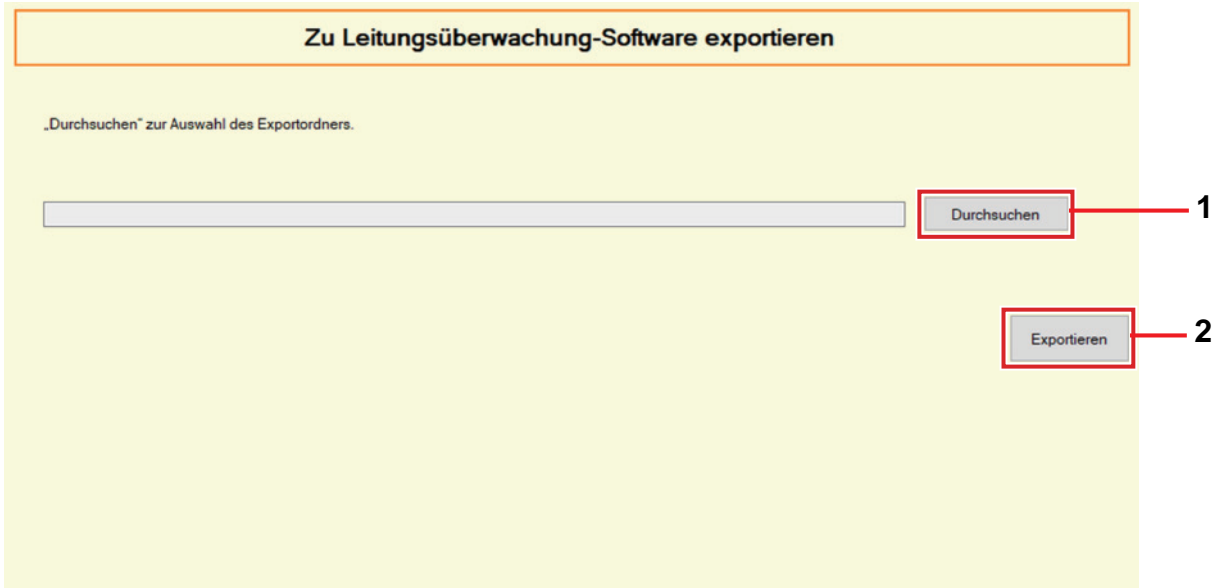 Zu Leitungsüberwachung-Software exportieren
„Durchsuchen“ zur Auswahl des Exportordners.
Durchsuchen
1
Exportieren
2